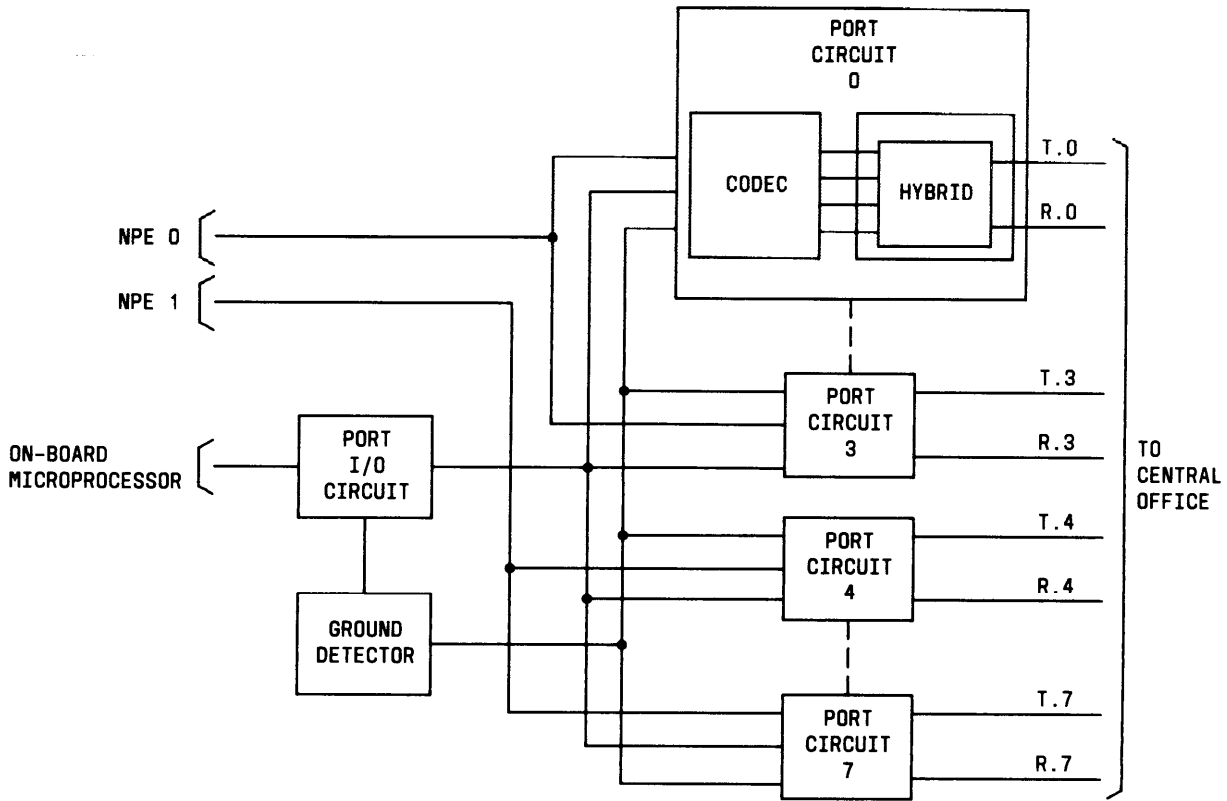 PORT
CIRCUIT
0
CODEC
HYBRID
T.0
R.0
NPE 0
NPE 1
PORT
CIRCUIT
3
T.3
R.3
ON-BOARD
MICROPROCESSOR
PORT
I/O
CIRCUIT
TO
CENTRAL
OFFICE
PORT
CIRCUIT
4
T.4
R.4
GROUND
DETECTOR
PORT
CIRCUIT
7
T.7
R.7